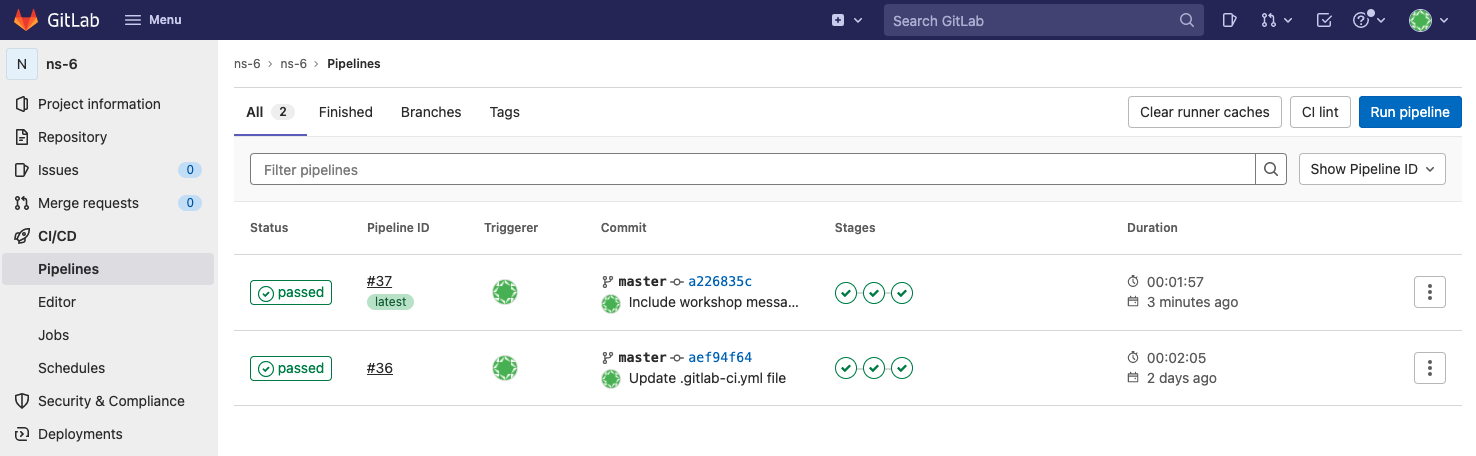 GitLab Menu Search GitLab
N ns-6
Project information
Repository
Issues 0
Merge requests 0
CI/CD
Pipelines
Editor
Jobs
Schedules
Security & Compliance
Deployments
ns-6 › ns-6 › Pipelines
All 2 Finished Branches Tags Clear runner caches CI lint Run pipeline
Filter pipelines Show Pipeline ID
Status Pipeline ID Triggerer Commit Stages Duration
passed #37 master a226835c 00:01:57
latest Include workshop messa... 3 minutes ago
passed #36 master aef94f64 00:02:05
Update .gitlab-ci.yml file 2 days ago